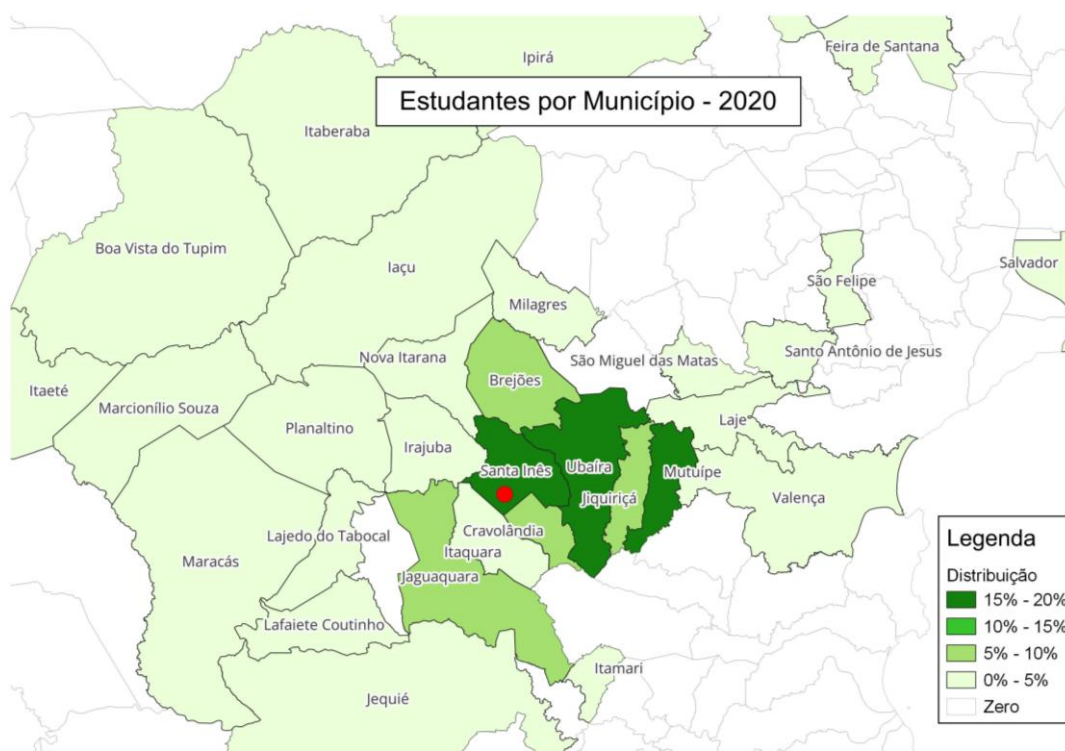 Feira de Santana
Ipirá
Estudantes por Município - 2020
Itaberaba
Boa Vista do Tupim
Iaçu
Salvador
São Felipe
Milagres
Nova Itarana
São Miguel das Matas
Santo Antônio de Jesus
Brejões
Itaeté
Marcionílio Souza
Planaltino
Irajuba
Laje
Santa Inês
Ubaíra
Mutuípe
Jiquiriçá
Valença
Cravolândia
Lajedo do Tabocal
Itaquara
Maracás
Jaguaquara
Lafaiete Coutinho
Itamari
Jequié
Legenda
Distribuição
15% - 20%
10% - 15%
5% - 10%
0% - 5%
Zero